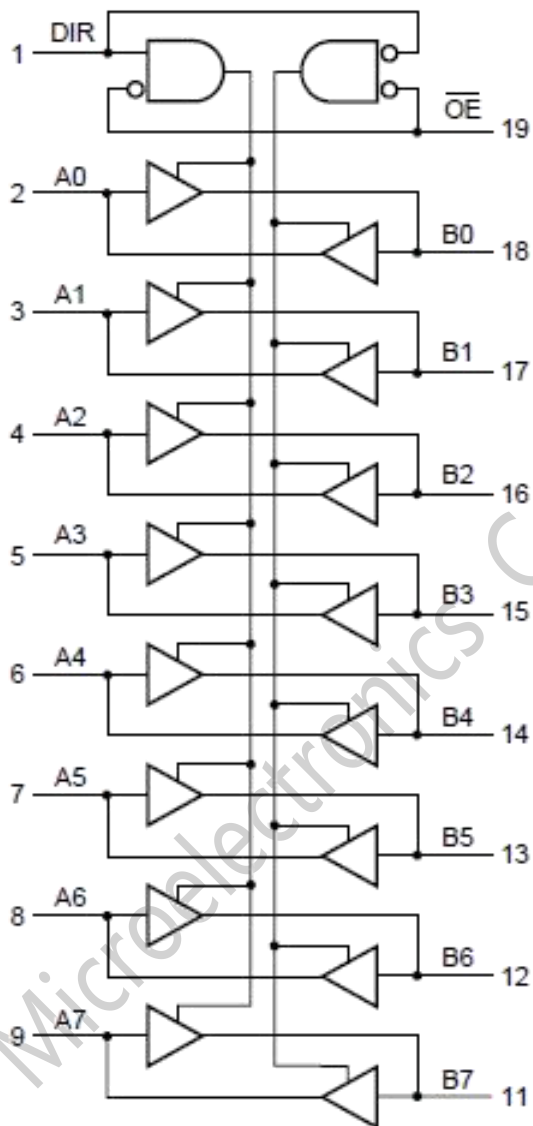 1 DIR
OE 19
2 A0
B0 18
3 A1
B1 17
4 A2
B2 16
5 A3
B3 15
6 A4
B4 14
7 A5
B5 13
8 A6
B6 12
9 A7
B7 11
Microelectronics C